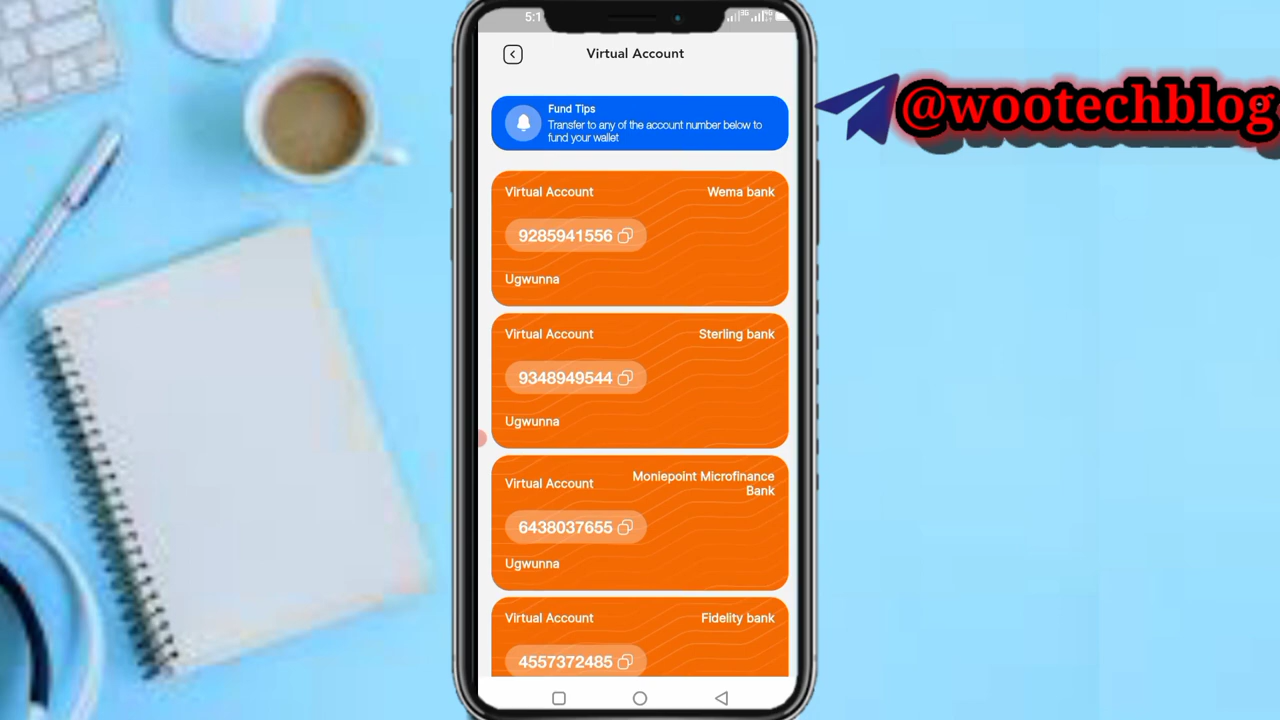 5:1
Virtual Account
@wootechblog
Fund Tips
Transfer to any of the account number below to
fund your wallet
Virtual Account
Wema bank
9285941556
Ugwunna
Virtual Account
Sterling bank
9348949544
Ugwunna
Virtual Account
Moniepoint Microfinance
Bank
6438037655
Ugwunna
Virtual Account
Fidelity bank
4557372485